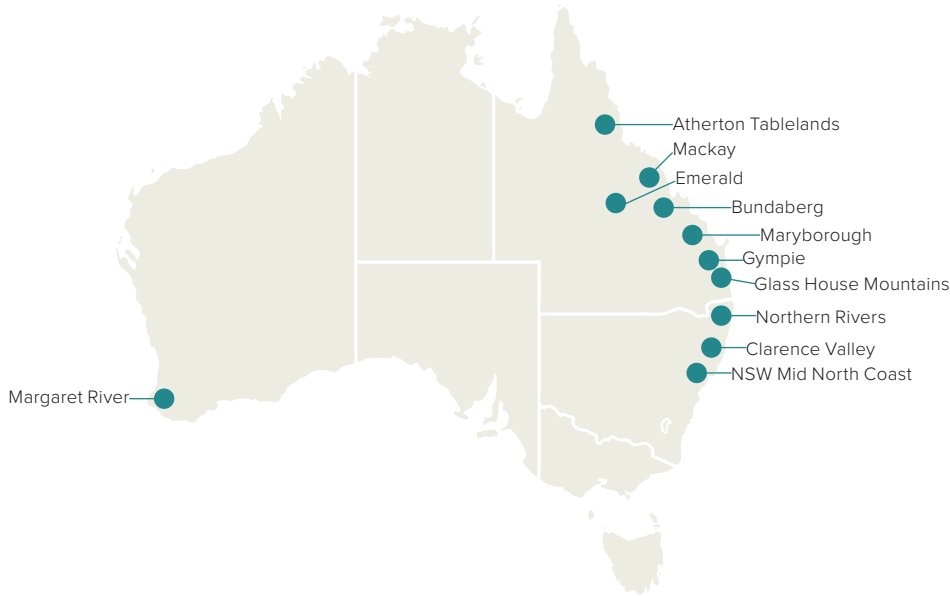 Atherton Tablelands
Mackay
Emerald
Bundaberg
Maryborough
Gympie
Glass House Mountains
Northern Rivers
Clarence Valley
NSW Mid North Coast
Margaret River